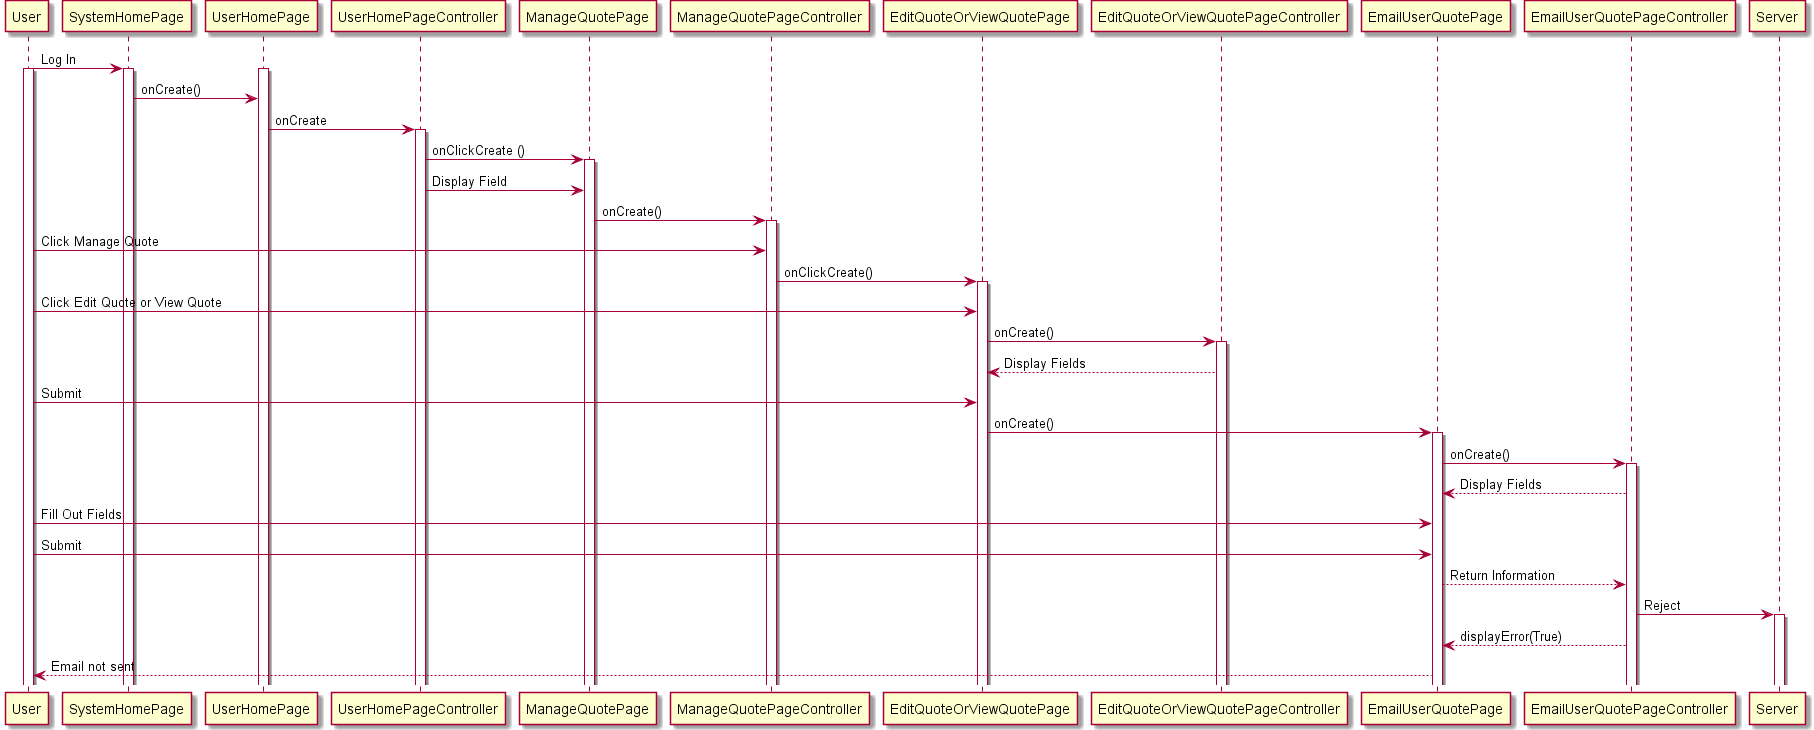 User SystemHomePage UserHomePage UserHomePageController ManageQuotePage ManageQuotePageController EditQuoteOrViewQuotePage EditQuoteOrViewQuotePageController EmailUserQuotePage EmailUserQuotePageController Server
Log In
onCreate()
onCreate
onClickCreate ()
Display Field
onCreate()
Click Manage Quote
onClickCreate()
Click Edit Quote or View Quote
onCreate()
Display Fields
Submit
onCreate()
onCreate()
Display Fields
Fill Out Fields
Submit
Return Information
Reject
displayError(True)
Email not sent
User SystemHomePage UserHomePage UserHomePageController ManageQuotePage ManageQuotePageController EditQuoteOrViewQuotePage EditQuoteOrViewQuotePageController EmailUserQuotePage EmailUserQuotePageController Server